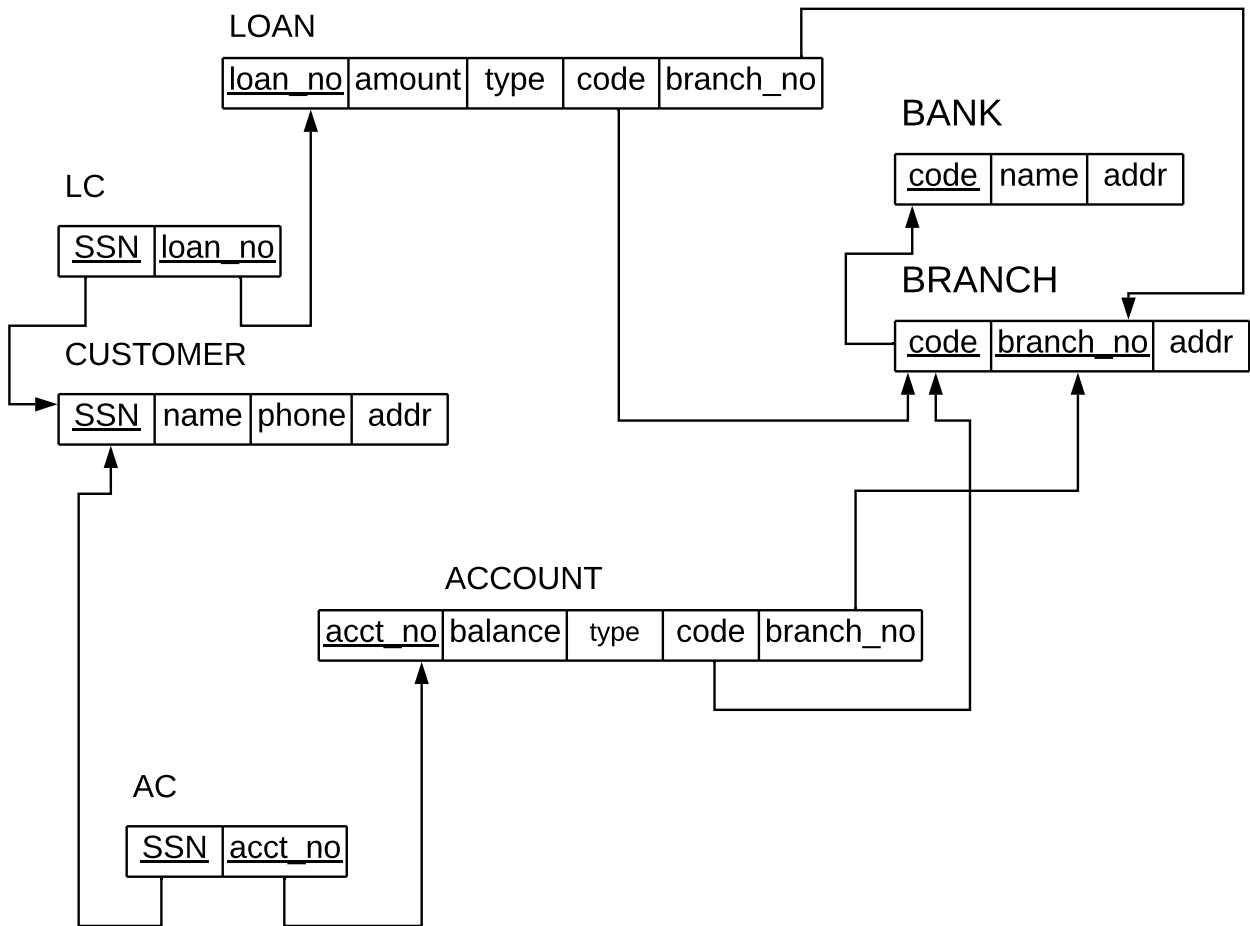 LOAN
loan_no amount type code branch_no
BANK
code name addr
LC
SSN loan_no
BRANCH
code branch_no addr
CUSTOMER
SSN name phone addr
ACCOUNT
acct_no balance type code branch_no
AC
SSN acct_no